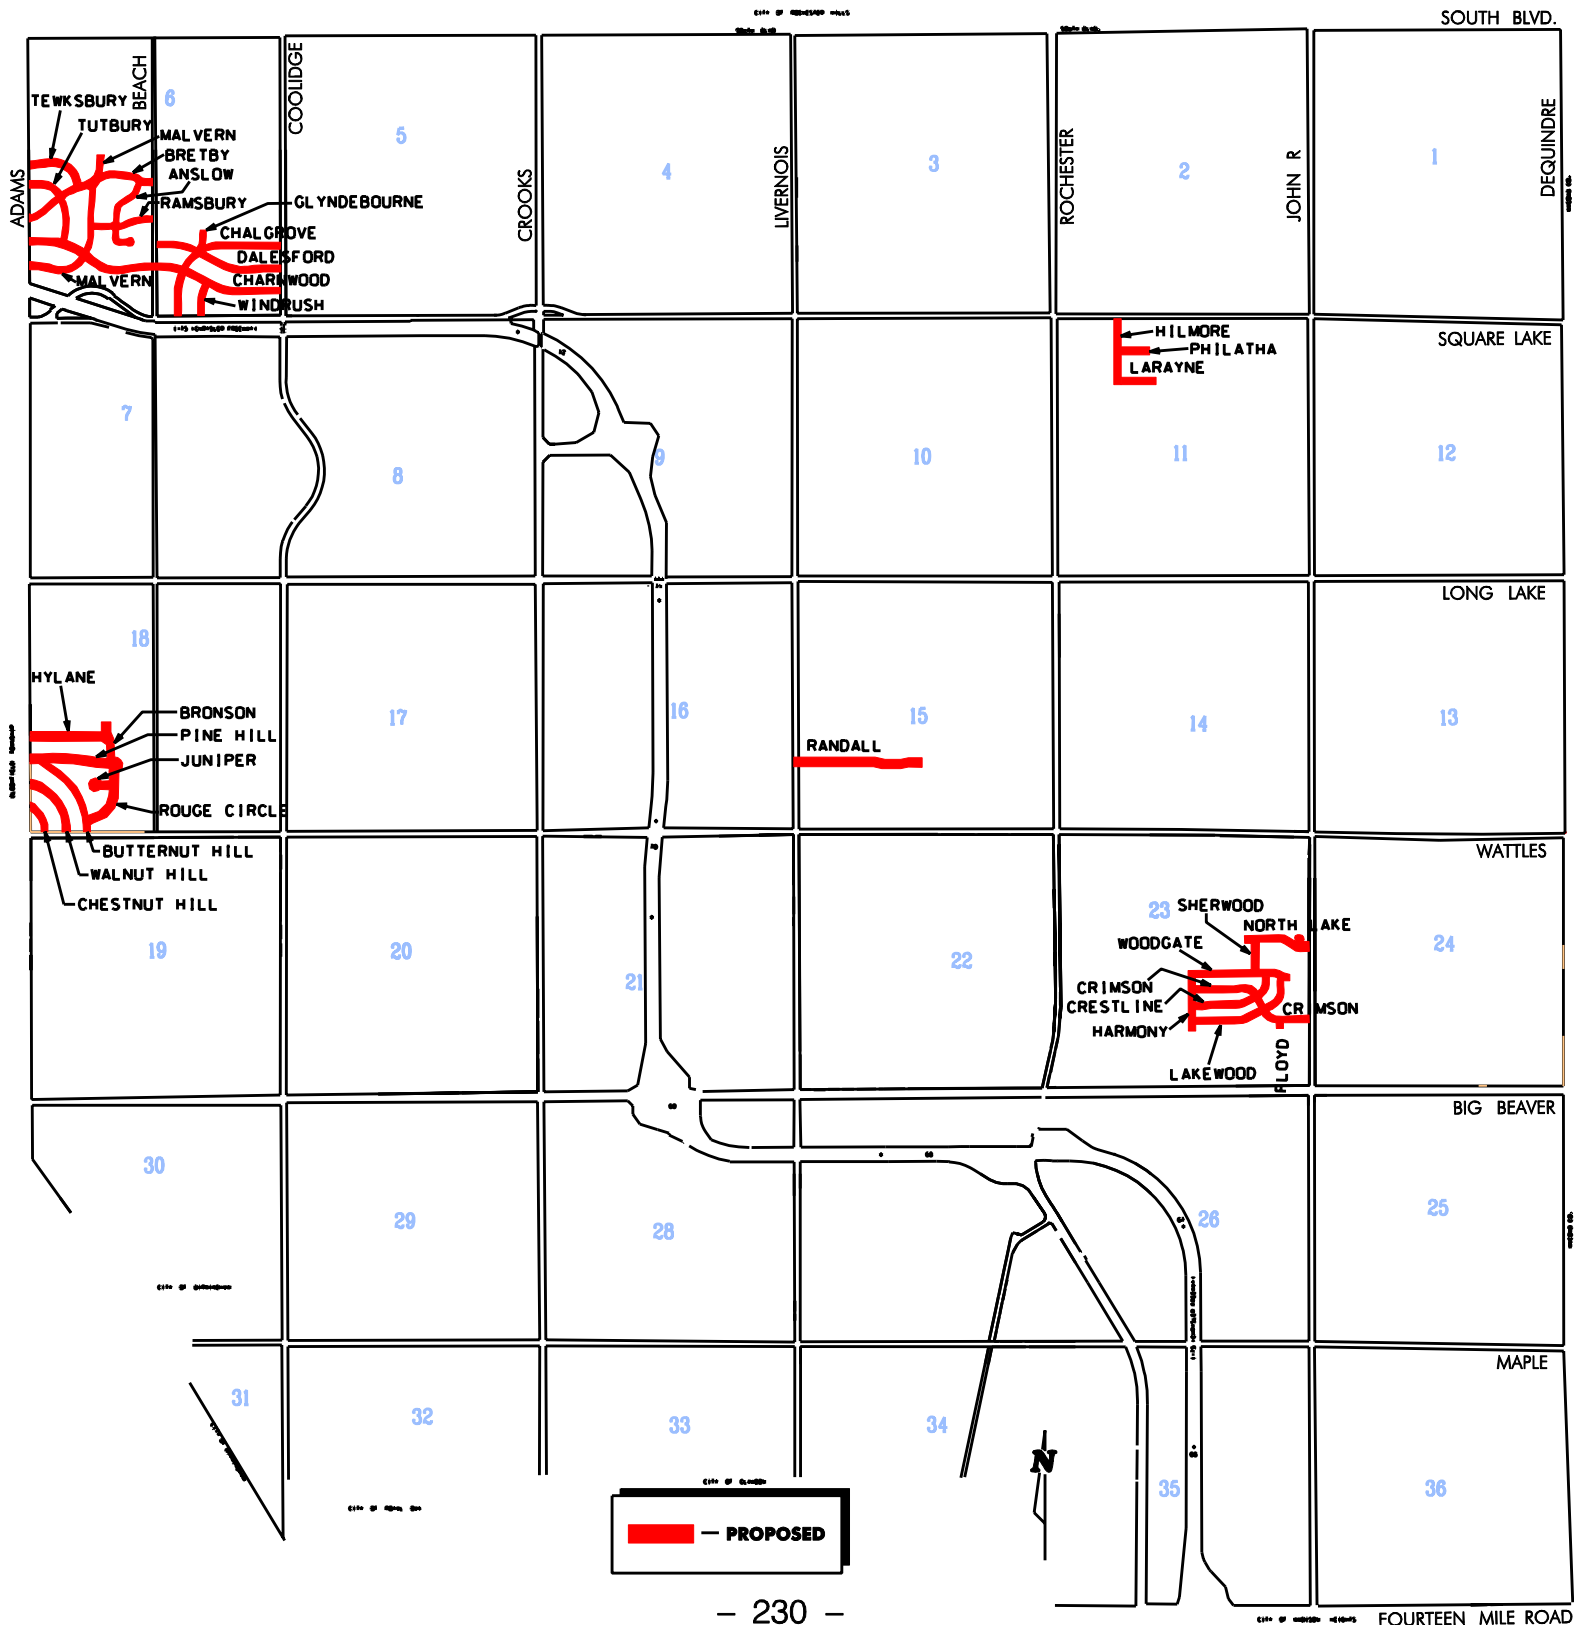 SOUTH BLVD.
BEACH
COOLIDGE
6
TEWKSBURY
TUTBURY
MALVERN
BRETBY
ANSLOW
RAMSBURY
GLYNDEBOURNE
CHALGROVE
DALESFORD
CHARNWOOD
MALVERN
WINDRUSH
ADAMS
5
CROOKS
4
LIVERNOIS
3
ROCHESTER
2
JOHN R
1
DEQUINDRE
HILMORE
PHILATHA
LARAYNE
SQUARE LAKE
7
8
9
10
11
12
LONG LAKE
18
HYLANE
BRONSON
PINE HILL
JUNIPER
ROUGE CIRCLE
17
16
15
RANDALL
14
13
BUTTERNUT HILL
WALNUT HILL
CHESTNUT HILL
WATTLES
19
20
21
22
23
SHERWOOD
NORTH LAKE
WOODGATE
CRIMSON
CRESTLINE
CRIMSON
HARMONY
FLOYD
LAKEWOOD
24
BIG BEAVER
30
29
28
26
25
MAPLE
31
32
33
34
N
35
36
— PROPOSED
- 230 -
FOURTEEN MILE ROAD